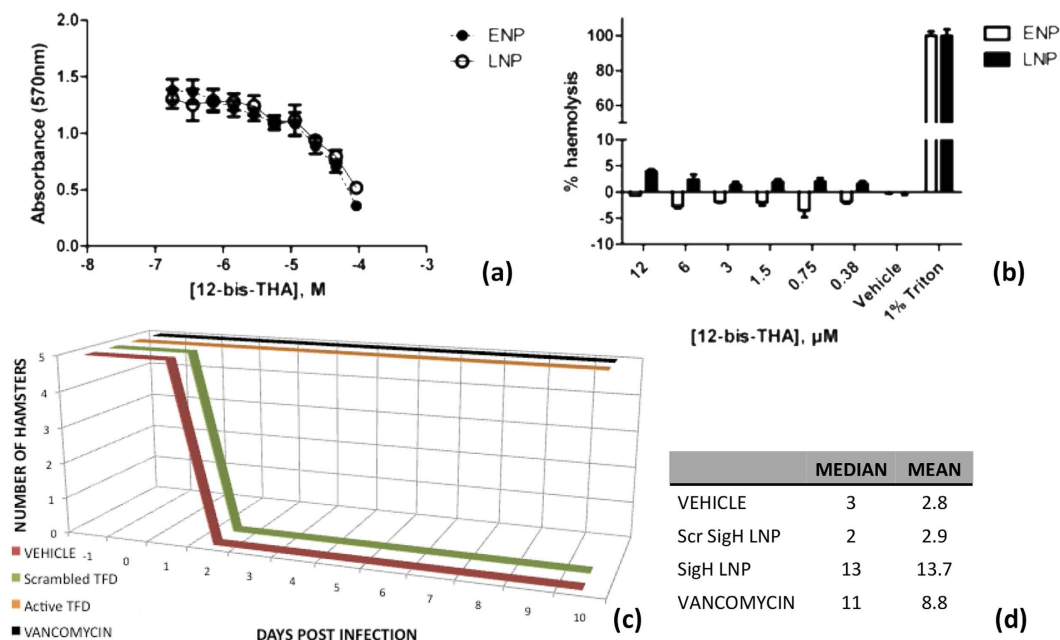 2.0
1.5
1.0
0.5
0.0
Absorbance (570nm)
-8 -7 -6 -5 -4 -3
[12-bis-THA], M
ENP
LNP
(a)
100
80
60
10
5
0
-5
-10
% haemolysis
12 6 3 1.5 0.75 0.38 Vehicle 1% Triton
[12-bis-THA], µM
ENP
LNP
(b)
5
4
3
2
1
0
NUMBER OF HAMSTERS
-1 0 1 2 3 4 5 6 7 8 9 10
DAYS POST INFECTION
VEHICLE
Scrambled TFD
Active TFD
VANCOMYCIN
(c)
MEDIAN MEAN
VEHICLE 3 2.8
Scr SigH LNP 2 2.9
SigH LNP 13 13.7
VANCOMYCIN 11 8.8
(d)